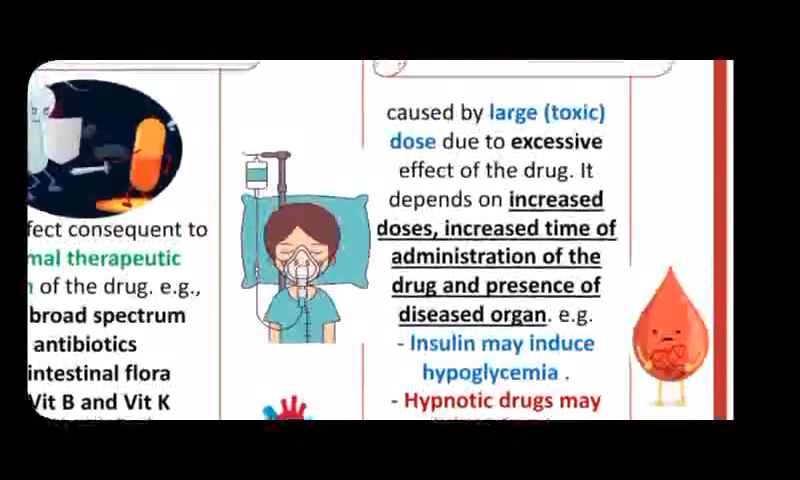 fect consequent to
mal therapeutic
of the drug. e.g.,
broad spectrum
antibiotics
intestinal flora
Vit B and Vit K
caused by large (toxic)
dose due to excessive
effect of the drug. It
depends on increased
doses, increased time of
administration of the
drug and presence of
diseased organ. e.g.
- Insulin may induce
hypoglycemia .
- Hypnotic drugs may